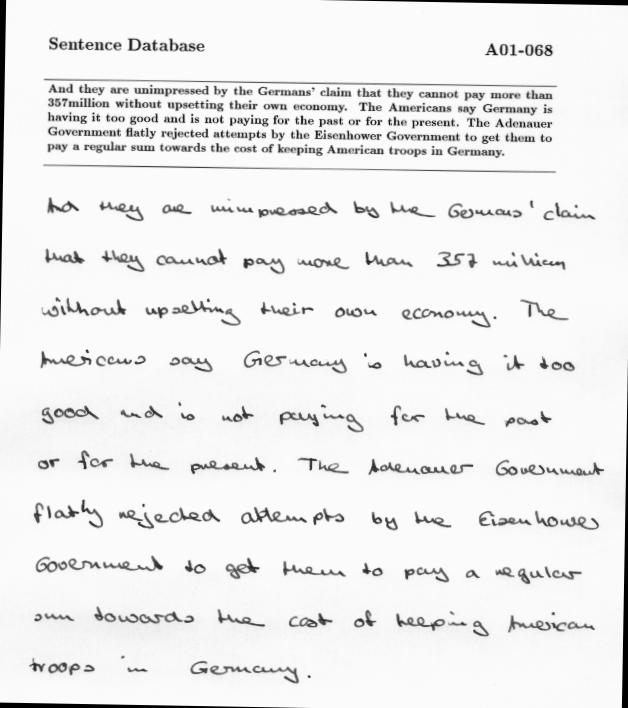 Sentence Database
A01-068
And they are unimpressed by the Germans' claim that they cannot pay more than
357million without upsetting their own economy. The Americans say Germany is
having it too good and is not paying for the past or for the present. The Adenauer
Government flatly rejected attempts by the Eisenhower Government to get them to
pay a regular sum towards the cost of keeping American troops in Germany.
And they are unimpressed by the Germans' claim
that they cannot pay more than 357 million
without upsetting their own economy. The
Americans say Germany is having it too
good and is not paying for the past
or for the present. The Adenauer Government
flatly rejected attempts by the Eisenhower
Government to get them to pay a regular
sum towards the cost of keeping American
troops in Germany.